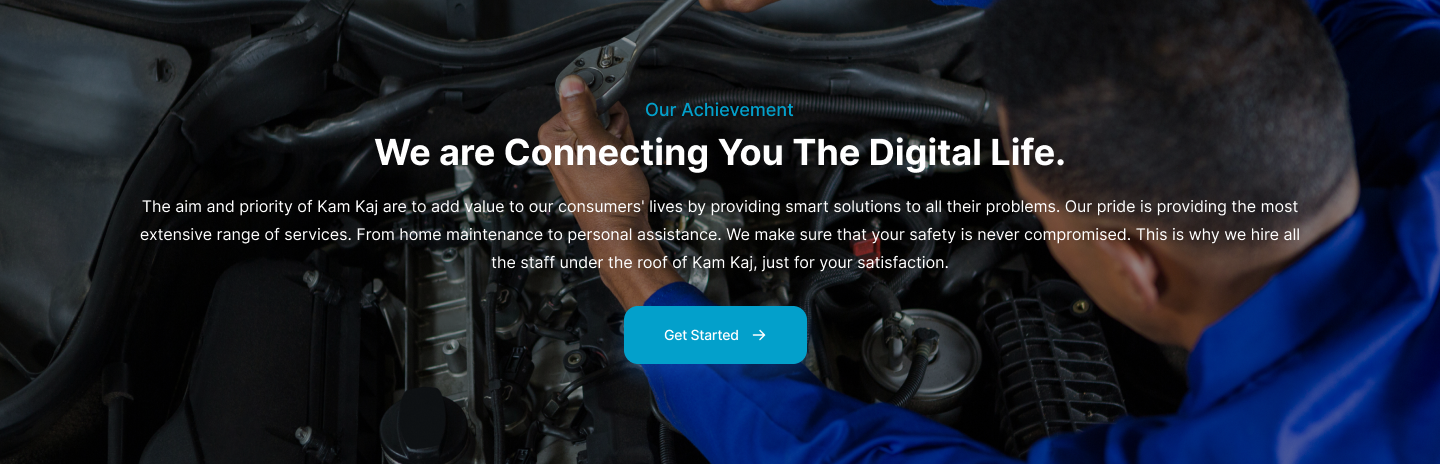 Our Achievement
We are Connecting You The Digital Life.
The aim and priority of Kam Kaj are to add value to our consumers' lives by providing smart solutions to all their problems. Our pride is providing the most
extensive range of services. From home maintenance to personal assistance. We make sure that your safety is never compromised. This is why we hire all
the staff under the roof of Kam Kaj, just for your satisfaction.
Get Started →